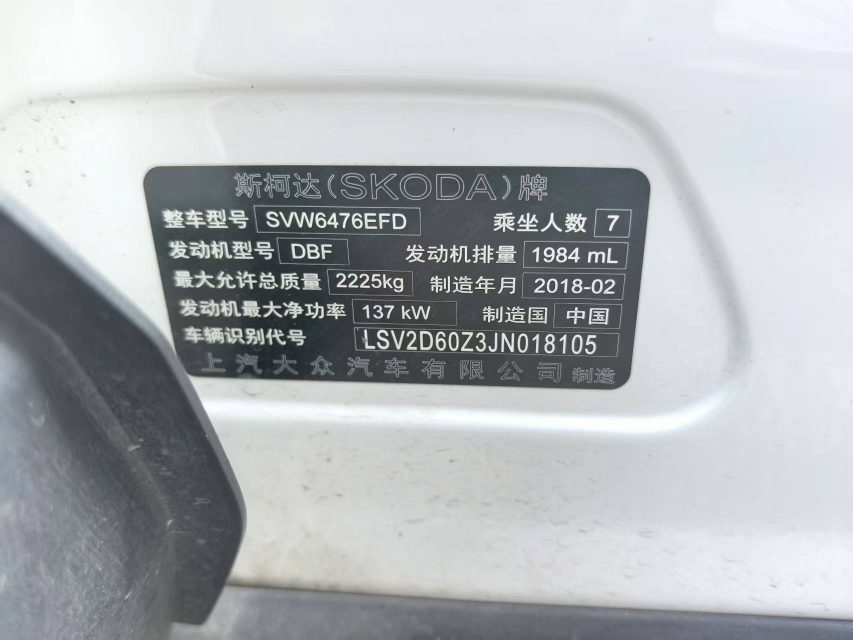 斯柯达(SKODA)牌
整车型号 SVW6476EFD 乘坐人数 7
发动机型号 DBF 发动机排量 1984 mL
最大允许总质量 2225kg 制造年月 2018-02
发动机最大净功率 137 kW 制造国 中国
车辆识别代号 LSV2D60Z3JN018105
上汽大众汽车有限公司 制造